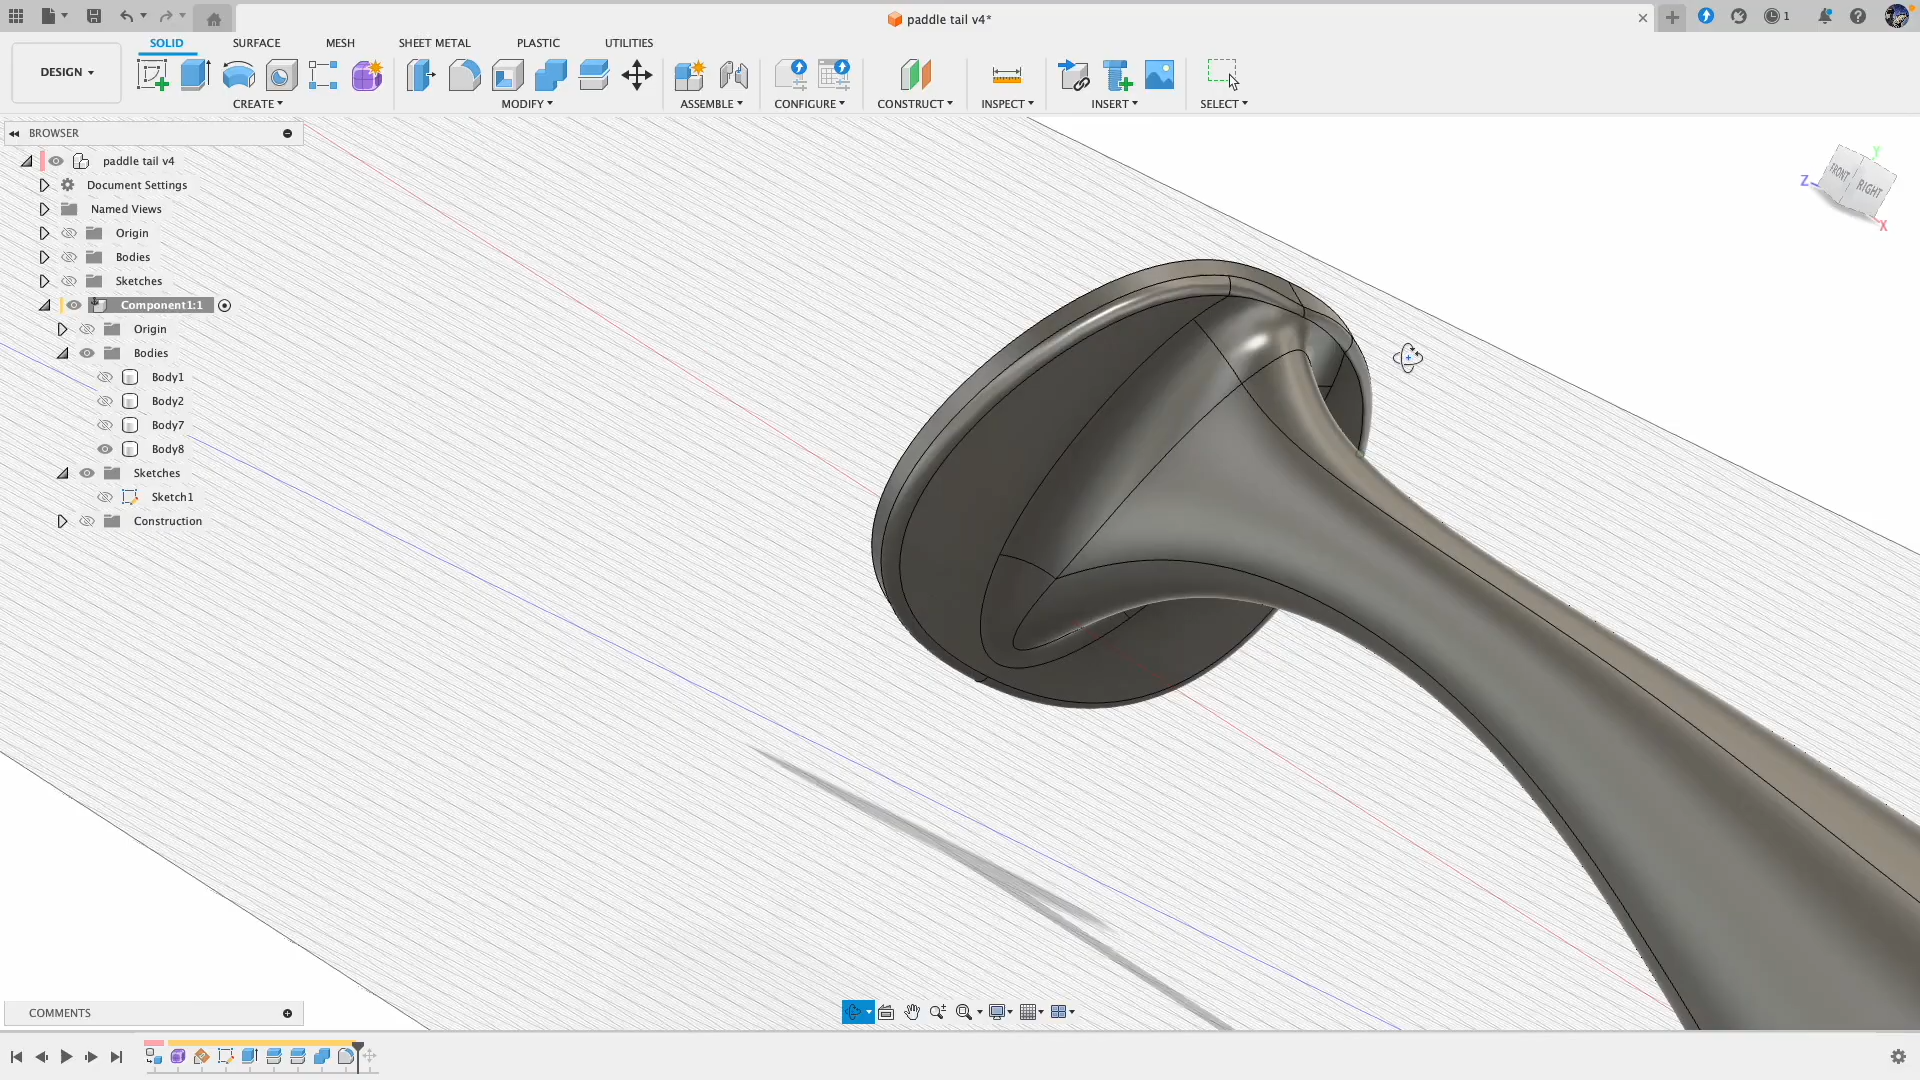 paddle tail v4*
1
SOLID SURFACE MESH SHEET METAL PLASTIC UTILITIES
DESIGN
CREATE MODIFY ASSEMBLE CONFIGURE CONSTRUCT INSPECT INSERT SELECT
BROWSER
paddle tail v4
Document Settings
Named Views
Origin
Bodies
Sketches
Component1:1
Origin
Bodies
Body1
Body2
Body7
Body8
Sketches
Sketch1
Construction
Y
Z
FRONT
RIGHT
X
COMMENTS